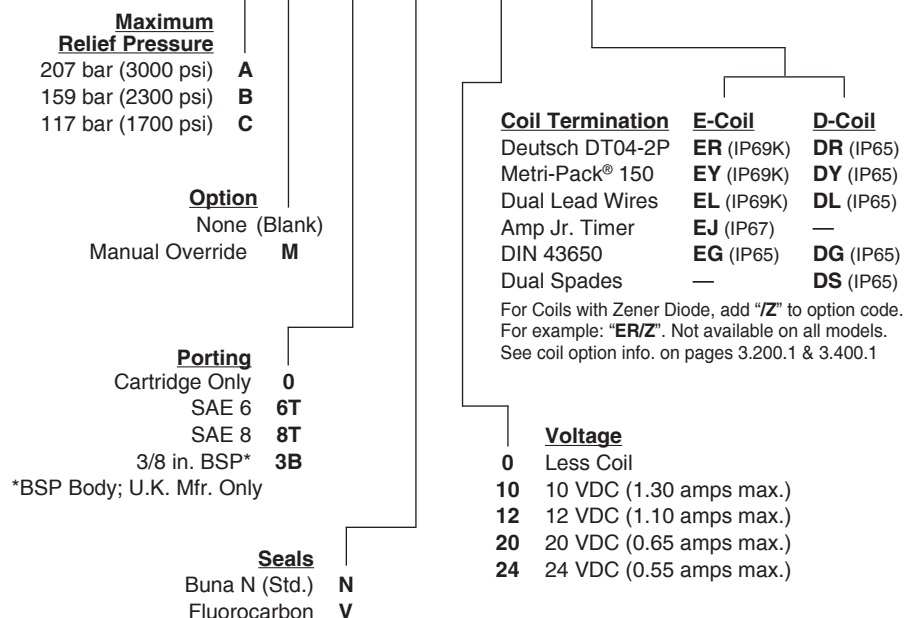 Maximum
Relief Pressure
207 bar (3000 psi) A
159 bar (2300 psi) B
117 bar (1700 psi) C
Option
None (Blank)
Manual Override M
Porting
Cartridge Only 0
SAE 6 6T
SAE 8 8T
3/8 in. BSP* 3B
*BSP Body; U.K. Mfr. Only
Seals
Buna N (Std.) N
Fluorocarbon V
Coil Termination E-Coil D-Coil
Deutsch DT04-2P ER (IP69K) DR (IP65)
Metri-Pack® 150 EY (IP69K) DY (IP65)
Dual Lead Wires EL (IP69K) DL (IP65)
Amp Jr. Timer EJ (IP67) —
DIN 43650 EG (IP65) DG (IP65)
Dual Spades — DS (IP65)
For Coils with Zener Diode, add “/Z” to option code.
For example: “ER/Z”. Not available on all models.
See coil option info. on pages 3.200.1 & 3.400.1
Voltage
0 Less Coil
10 10 VDC (1.30 amps max.)
12 12 VDC (1.10 amps max.)
20 20 VDC (0.65 amps max.)
24 24 VDC (0.55 amps max.)